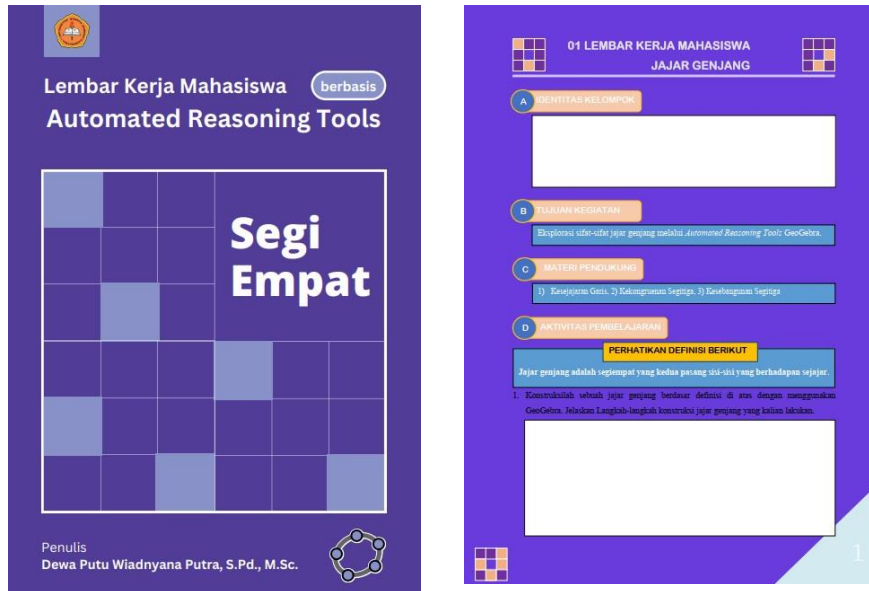 Lembar Kerja Mahasiswa berbasis
Automated Reasoning Tools
Segi
Empat
Penulis
Dewa Putu Wiadnyana Putra, S.Pd., M.Sc.
01 LEMBAR KERJA MAHASISWA
JAJAR GENJANG
A IDENTITAS KELOMPOK
B TUJUAN KEGIATAN
Eksplorasi sifat-sifat jajar genjang melalui Automated Reasoning Tools GeoGebra.
C MATERI PENDUKUNG
1) Kesejajaran Garis, 2) Kekongruenan Segitiga, 3) Kesebangunan Segitiga
D AKTIVITAS PEMBELAJARAN
PERHATIKAN DEFINISI BERIKUT
Jajar genjang adalah segiempat yang kedua pasang sisi-sisi yang berhadapan sejajar.
1. Konstruksilah sebuah jajar genjang berdasar definisi di atas dengan menggunakan
GeoGebra. Jelaskan Langkah-langkah konstruksi jajar genjang yang kalian lakukan.
1